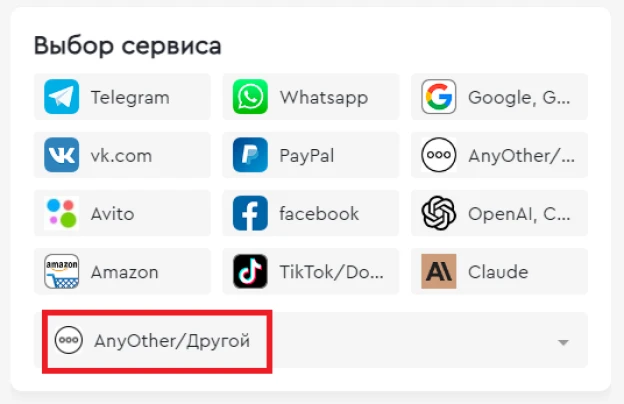 Выбор сервиса
Telegram
Whatsapp
Google, G...
vk.com
PayPal
AnyOther/...
Avito
facebook
OpenAI, C...
amazon
Amazon
TikTok/Do...
Claude
AnyOther/Другой